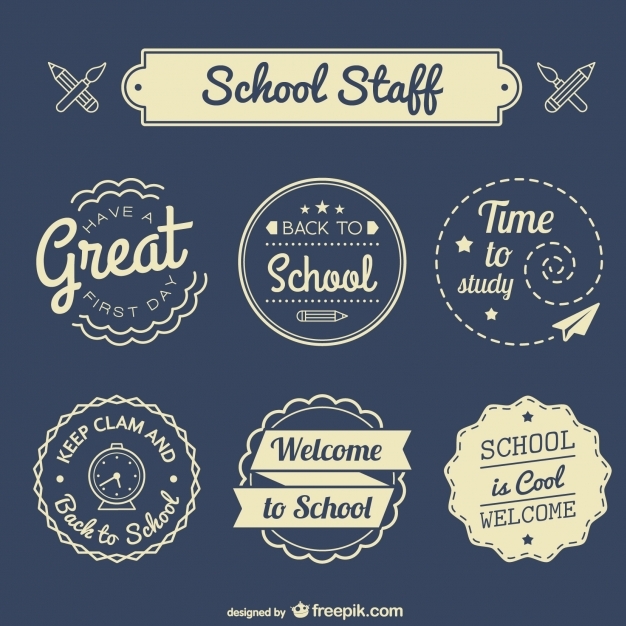 School Staff
HAVE A
Great
FIRST DAY
BACK TO
School
Time
to
study
KEEP CLAM AND
Back to School
Welcome
to School
SCHOOL
is Cool
WELCOME
designed by freepik.com